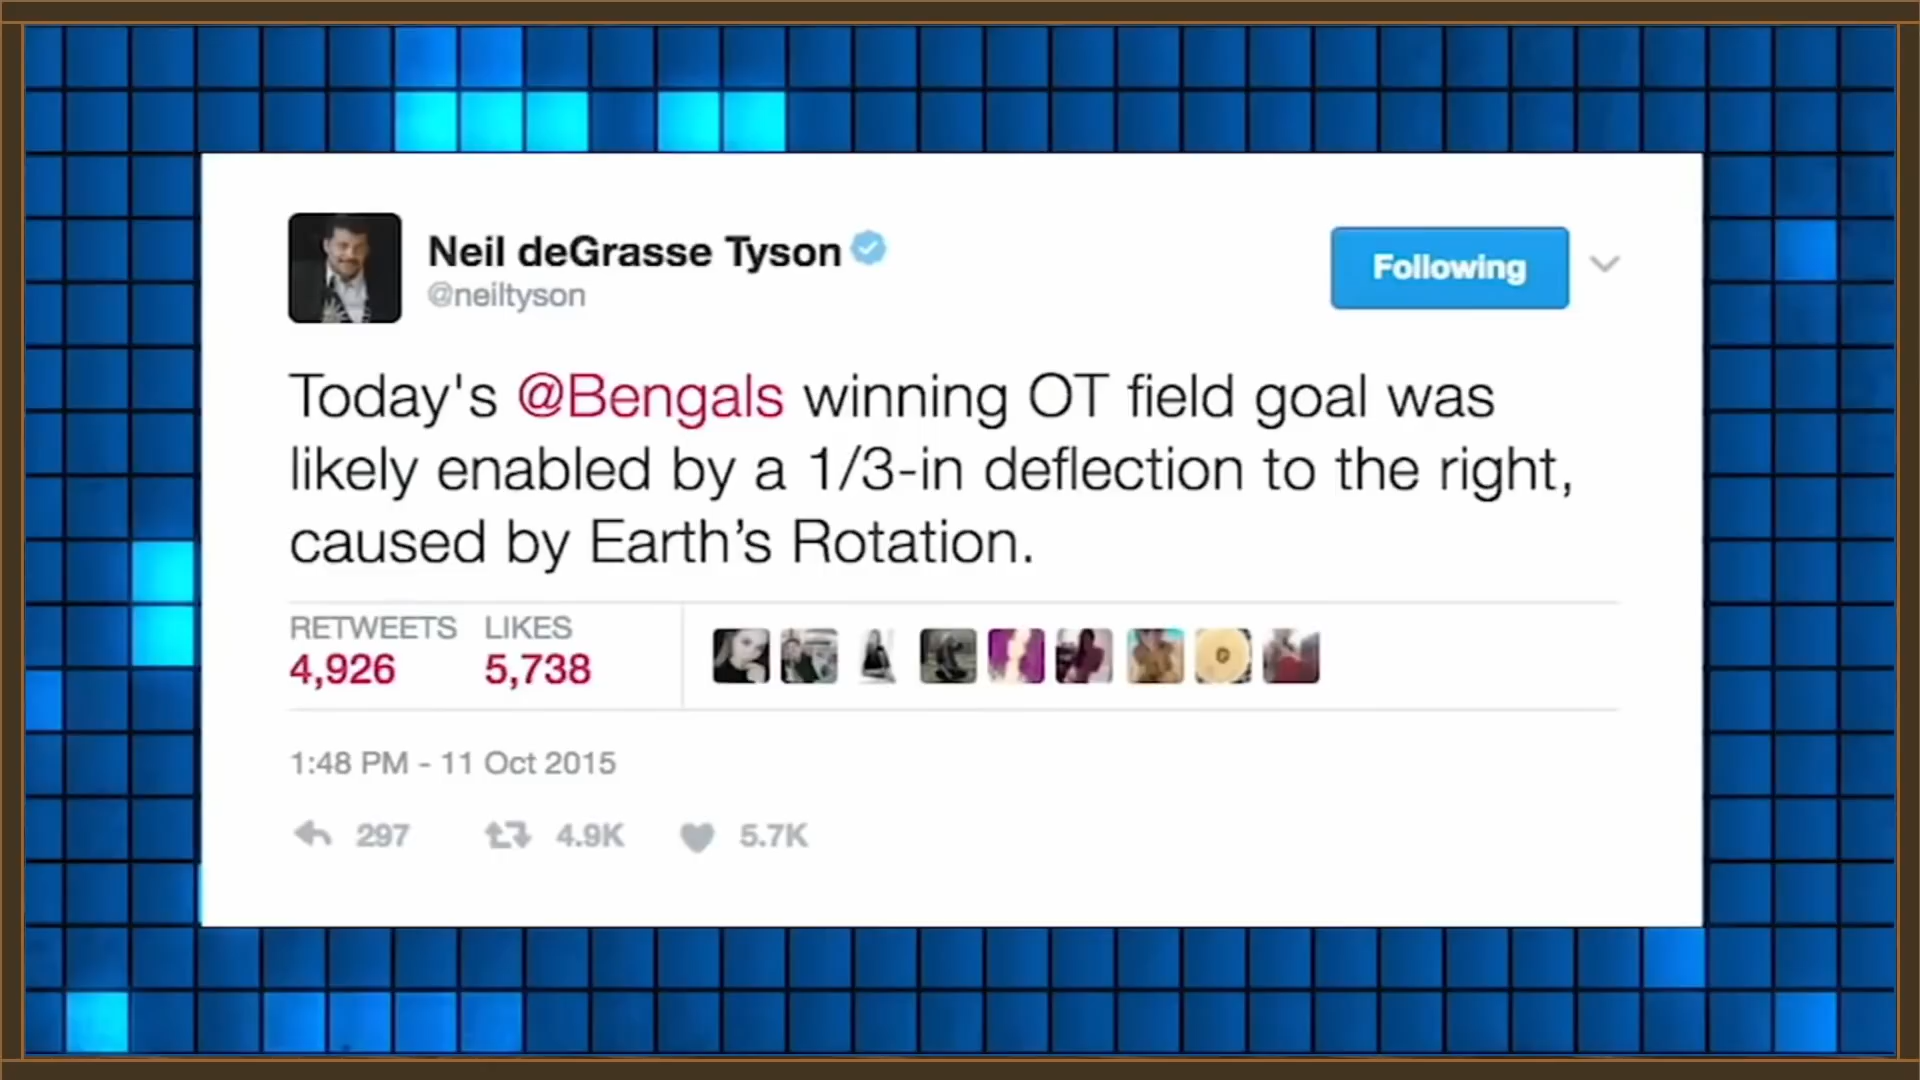 Neil deGrasse Tyson
@neiltyson
Following
Today's @Bengals winning OT field goal was
likely enabled by a 1/3-in deflection to the right,
caused by Earth’s Rotation.
RETWEETS LIKES
4,926 5,738
1:48 PM - 11 Oct 2015
297 4.9K 5.7K